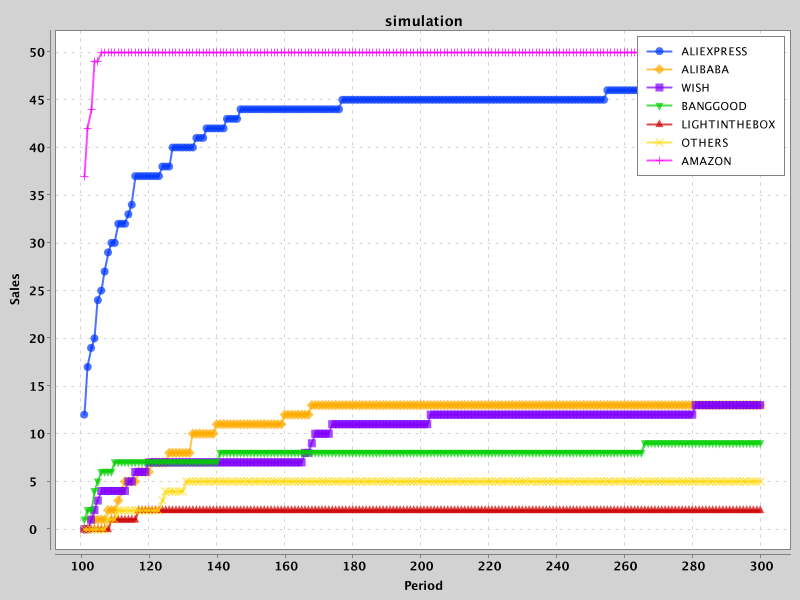 simulation
50
45
40
35
30
25
20
15
10
5
0
Sales
100
120
140
160
180
200
220
240
260
280
300
Period
ALIEXPRESS
ALIBABA
WISH
BANGGOOD
LIGHTINTHEBOX
OTHERS
AMAZON